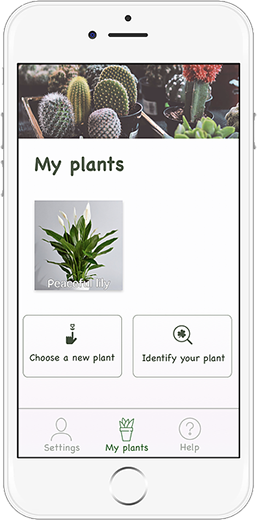 My plants
Peaceful lily
Choose a new plant
Identify your plant
Settings
My plants
Help